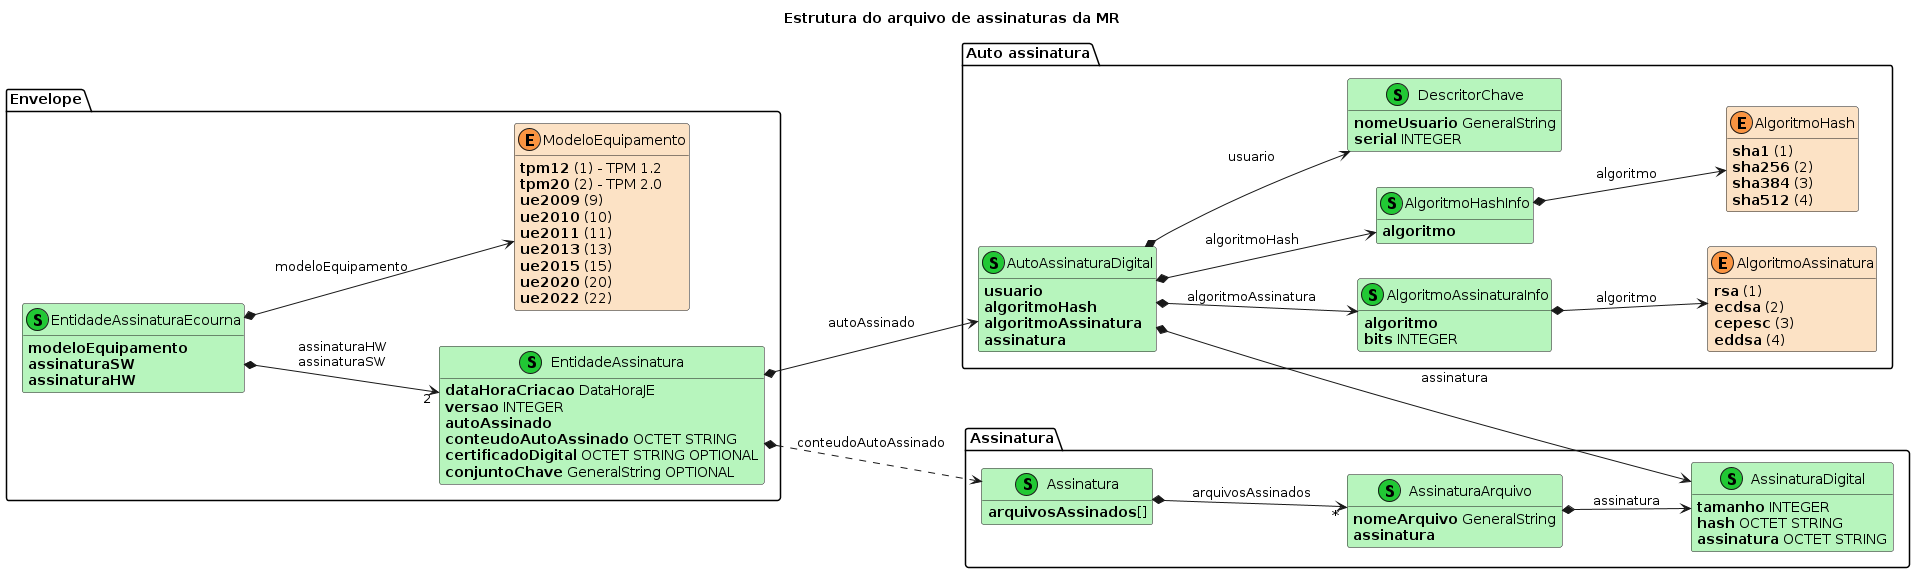 Estrutura do arquivo de assinaturas da MR
Envelope
E ModeloEquipamento
tpm12 (1) - TPM 1.2
tpm20 (2) - TPM 2.0
ue2009 (9)
ue2010 (10)
ue2011 (11)
ue2013 (13)
ue2015 (15)
ue2020 (20)
ue2022 (22)
modeloEquipamento
S EntidadeAssinaturaEcourna
modeloEquipamento
assinaturaSW
assinaturaHW
assinaturaHW
assinaturaSW
2
S EntidadeAssinatura
dataHoraCriacao DataHoraJE
versao INTEGER
autoAssinado
conteudoAutoAssinado OCTET STRING
certificadoDigital OCTET STRING OPTIONAL
conjuntoChave GeneralString OPTIONAL
autoAssinado
conteudoAutoAssinado
Auto assinatura
S DescritorChave
nomeUsuario GeneralString
serial INTEGER
usuario
S AlgoritmoHashInfo
algoritmo
algoritmo
E AlgoritmoHash
sha1 (1)
sha256 (2)
sha384 (3)
sha512 (4)
algoritmoHash
S AutoAssinaturaDigital
usuario
algoritmoHash
algoritmoAssinatura
assinatura
algoritmoAssinatura
S AlgoritmoAssinaturaInfo
algoritmo
bits INTEGER
algoritmo
E AlgoritmoAssinatura
rsa (1)
ecdsa (2)
cepesc (3)
eddsa (4)
assinatura
Assinatura
S Assinatura
arquivosAssinados[]
arquivosAssinados
*
S AssinaturaArquivo
nomeArquivo GeneralString
assinatura
assinatura
S AssinaturaDigital
tamanho INTEGER
hash OCTET STRING
assinatura OCTET STRING